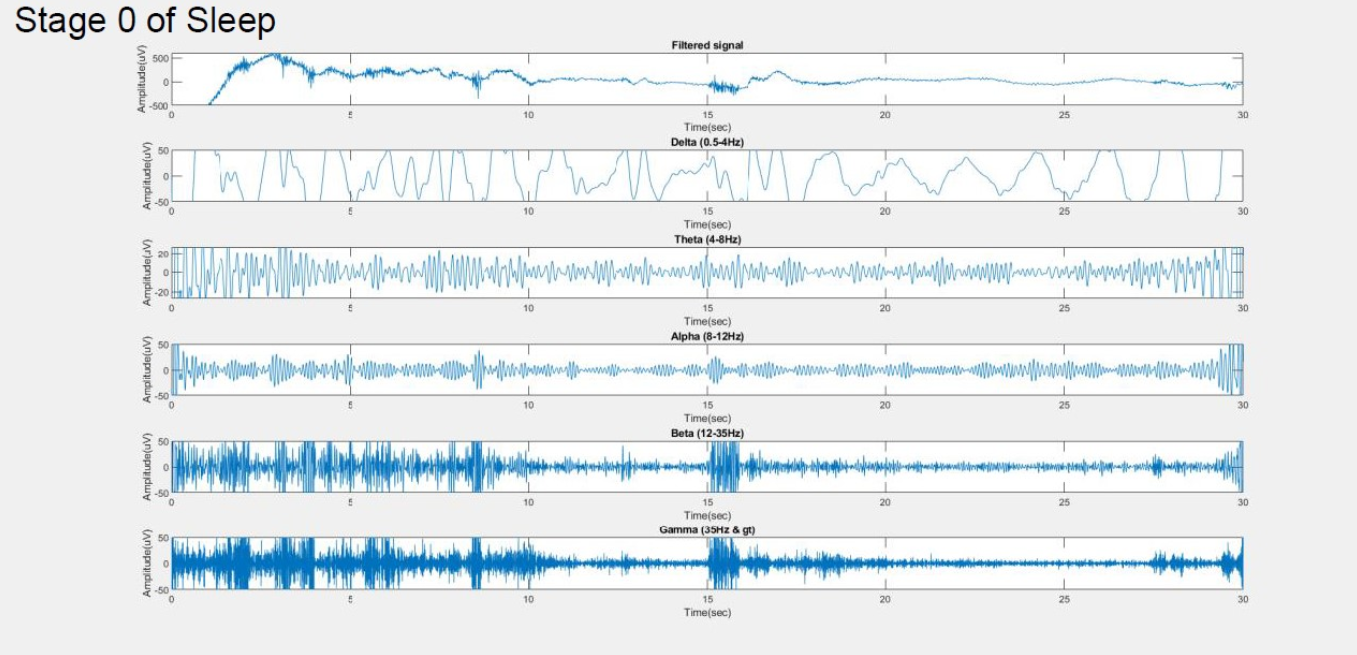 Stage 0 of Sleep
Filtered signal
Amplitude(uV)
500
0
-500
0 5 10 15 20 25 30
Time(sec)
Delta (0.5-4Hz)
Amplitude(uV)
50
0
-50
0 5 10 15 20 25 30
Time(sec)
Theta (4-8Hz)
Amplitude(uV)
20
0
-20
0 5 10 15 20 25 30
Time(sec)
Alpha (8-12Hz)
Amplitude(uV)
50
0
-50
0 5 10 15 20 25 30
Time(sec)
Beta (12-35Hz)
Amplitude(uV)
50
0
-50
0 5 10 15 20 25 30
Time(sec)
Gamma (35Hz & gt)
Amplitude(uV)
50
0
-50
0 5 10 15 20 25 30
Time(sec)